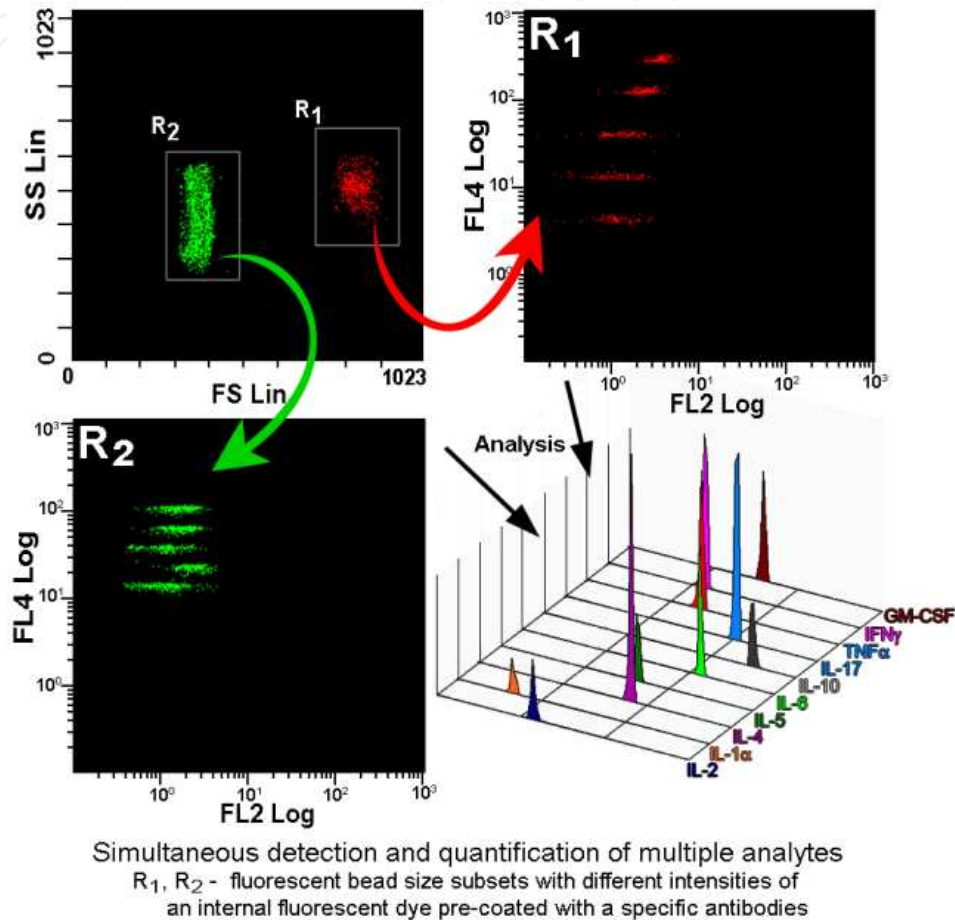 1023
SS Lin
0
R2
R1
0
1023
FS Lin
R1
10³
10²
10¹
10⁰
FL4 Log
10⁰
10¹
10²
10³
FL2 Log
R2
10³
10²
10¹
10⁰
FL4 Log
10⁰
10¹
10²
10³
FL2 Log
Analysis
GM-CSF
IFNγ
TNFα
IL-17
IL-10
IL-6
IL-5
IL-4
IL-1α
IL-2
Simultaneous detection and quantification of multiple analytes
R1, R2 - fluorescent bead size subsets with different intensities of
an internal fluorescent dye pre-coated with a specific antibodies